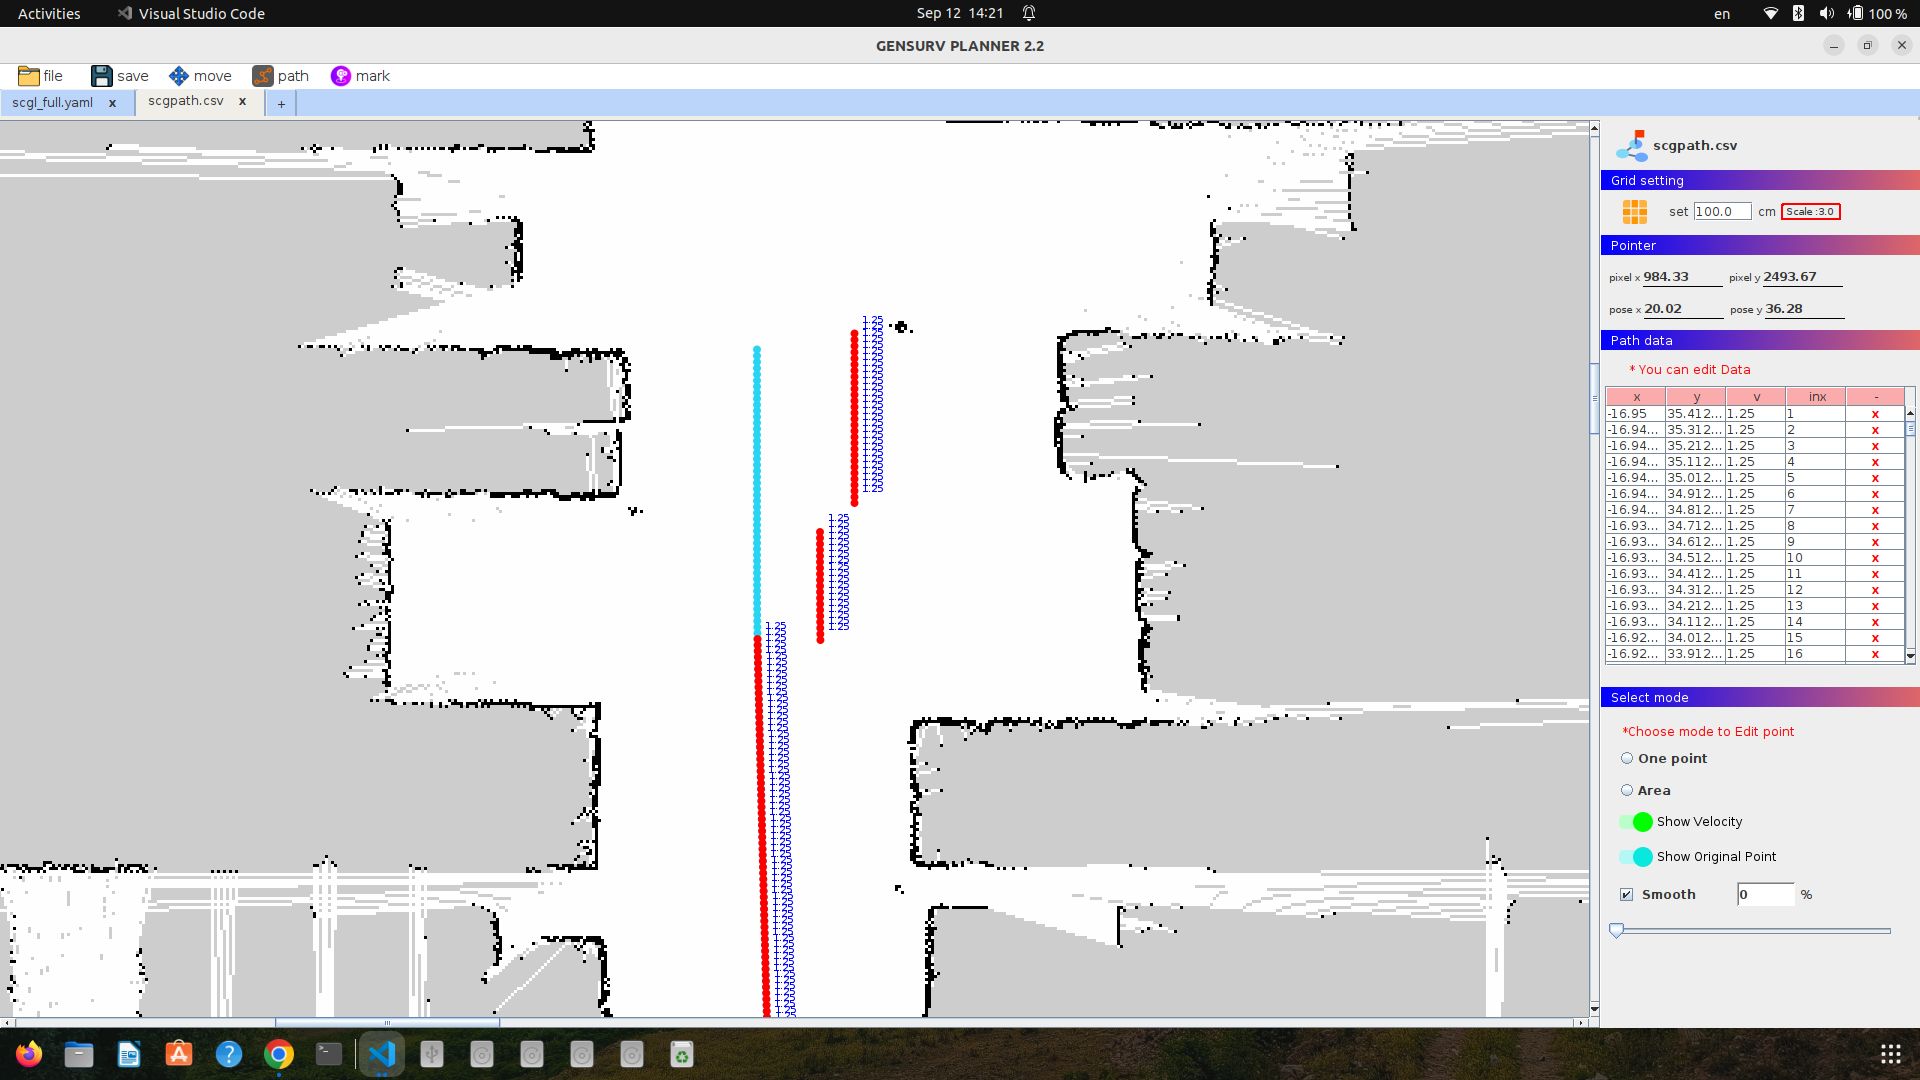 Activities Visual Studio Code Sep 12 14:21 en 100 %
GENSURV PLANNER 2.2
file save move path mark
scgl_full.yaml x scgpath.csv x +
scgpath.csv
Grid setting
set 100.0 cm Scale :3.0
Pointer
pixel x 984.33 pixel y 2493.67
pose x 20.02 pose y 36.28
Path data
* You can edit Data
x y v inx -
-16.95 35.412... 1.25 1 x
-16.94... 35.312... 1.25 2 x
-16.94... 35.212... 1.25 3 x
-16.94... 35.112... 1.25 4 x
-16.94... 35.012... 1.25 5 x
-16.94... 34.912... 1.25 6 x
-16.94... 34.812... 1.25 7 x
-16.93... 34.712... 1.25 8 x
-16.93... 34.612... 1.25 9 x
-16.93... 34.512... 1.25 10 x
-16.93... 34.412... 1.25 11 x
-16.93... 34.312... 1.25 12 x
-16.93... 34.212... 1.25 13 x
-16.93... 34.112... 1.25 14 x
-16.92... 34.012... 1.25 15 x
-16.92... 33.912... 1.25 16 x
Select mode
*Choose mode to Edit point
One point
Area
Show Velocity
Show Original Point
Smooth 0 %
1.25
1.25
1.25